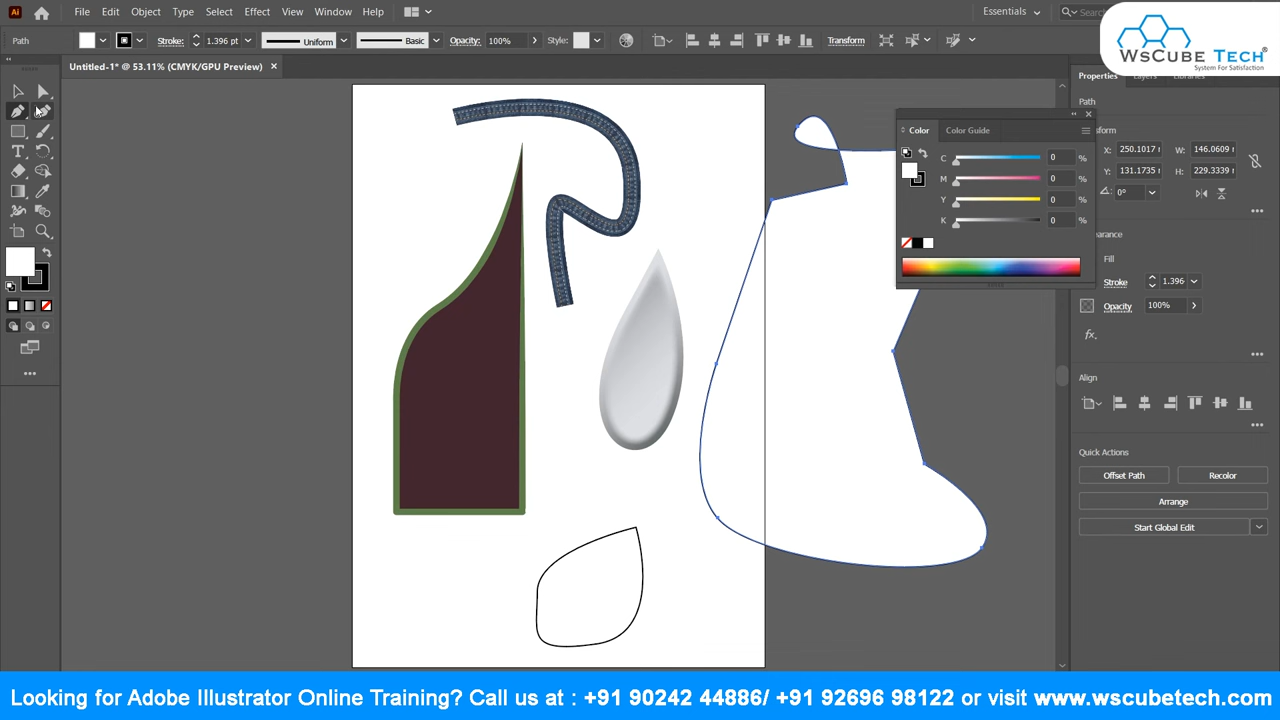 Ai File Edit Object Type Select Effect View Window Help Essentials
Path Stroke: 1.396 pt Uniform Basic Opacity: 100% Style: Transform
WsCube Tech®
System For Satisfaction
Untitled-1* @ 53.11% (CMYK/GPU Preview)
Properties Layers Libraries
Path
Transform
X: 250.1017 W: 146.0609
Y: 131.1735 H: 229.3339
0°
Color Color Guide
C 0 %
M 0 %
Y 0 %
K 0 %
T
Appearance
Fill
Stroke 1.396
Opacity 100%
fx.
Align
Quick Actions
Offset Path Recolor
Arrange
Start Global Edit
Looking for Adobe Illustrator Online Training? Call us at : +91 90242 44886/ +91 92696 98122 or visit www.wscubetech.com